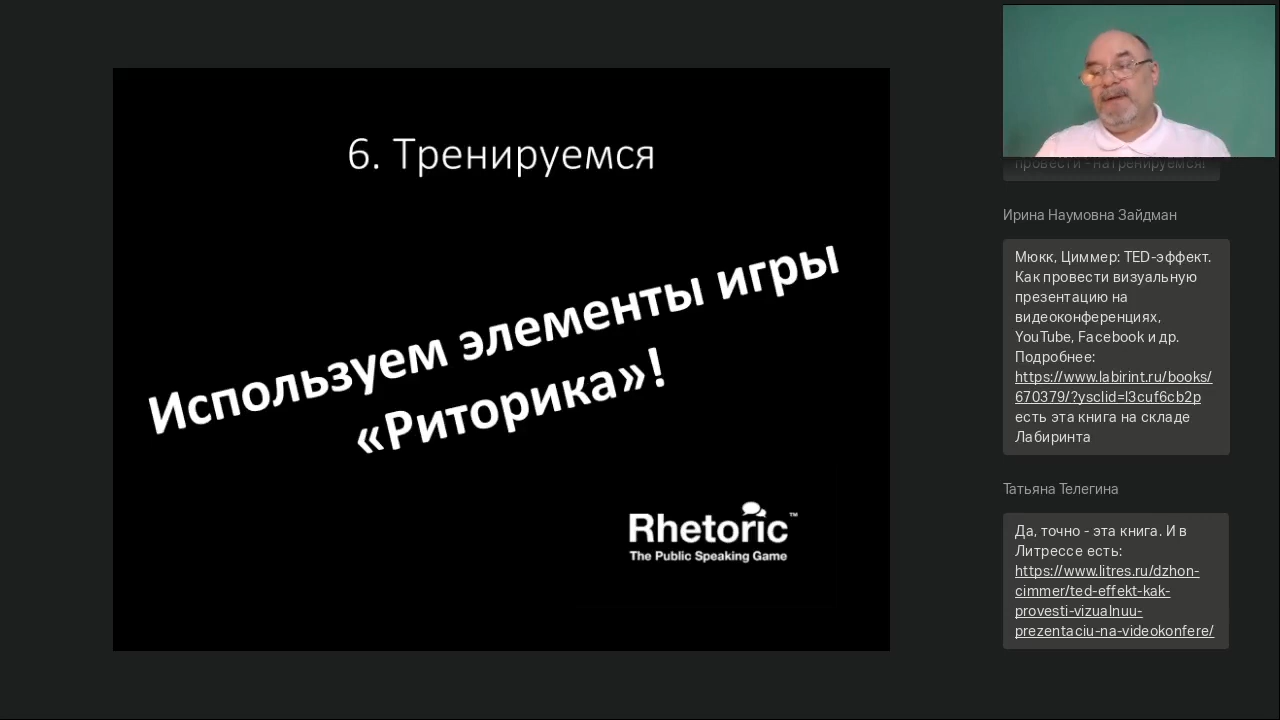 6. Тренируемся
Используем элементы игры
«Риторика»!
Rhetoric™
The Public Speaking Game
провести - натренируемся!
Ирина Наумовна Зайдман
Мюкк, Циммер: TED-эффект.
Как провести визуальную
презентацию на
видеоконференциях,
YouTube, Facebook и др.
Подробнее:
https://www.labirint.ru/books/
670379/?ysclid=l3cuf6cb2p
есть эта книга на складе
Лабиринта
Татьяна Телегина
Да, точно - эта книга. И в
Литрессе есть:
https://www.litres.ru/dzhon-
cimmer/ted-effekt-kak-
provesti-vizualnuu-
prezentaciu-na-videokonfere/